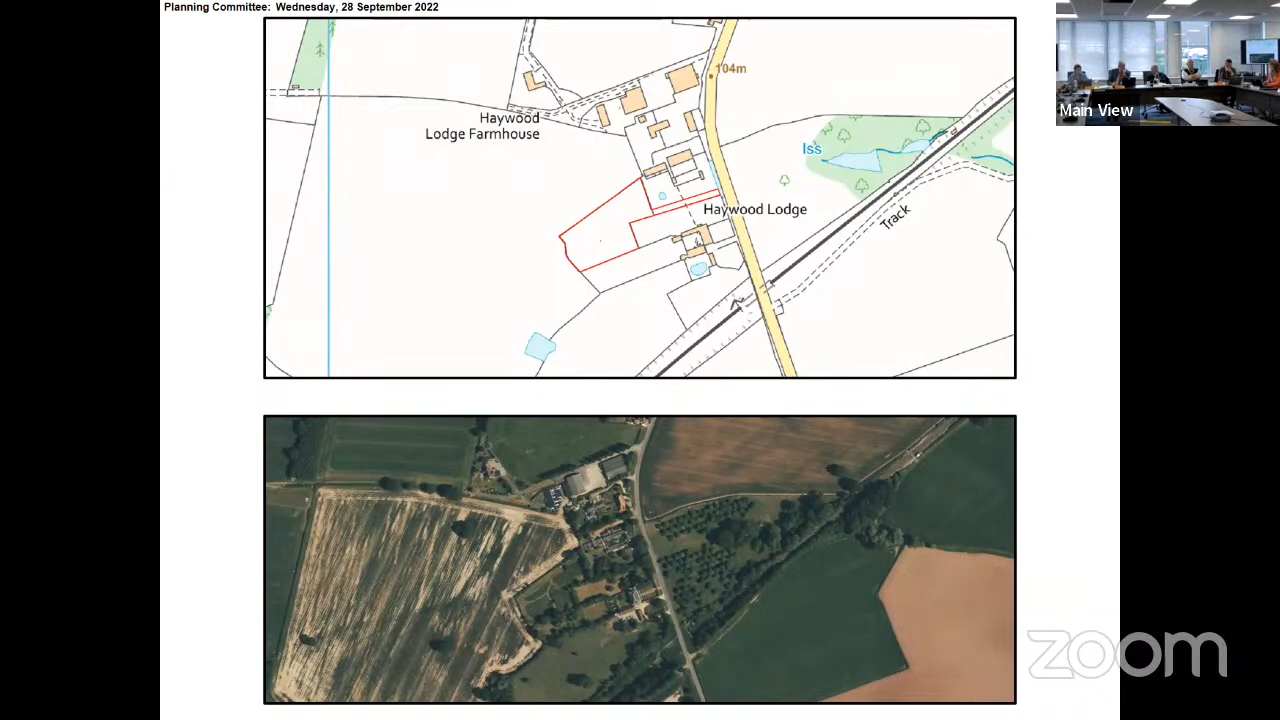 Planning Committee: Wednesday, 28 September 2022
104m
Haywood
Lodge Farmhouse
Iss
Haywood Lodge
Track
Main View
zoom